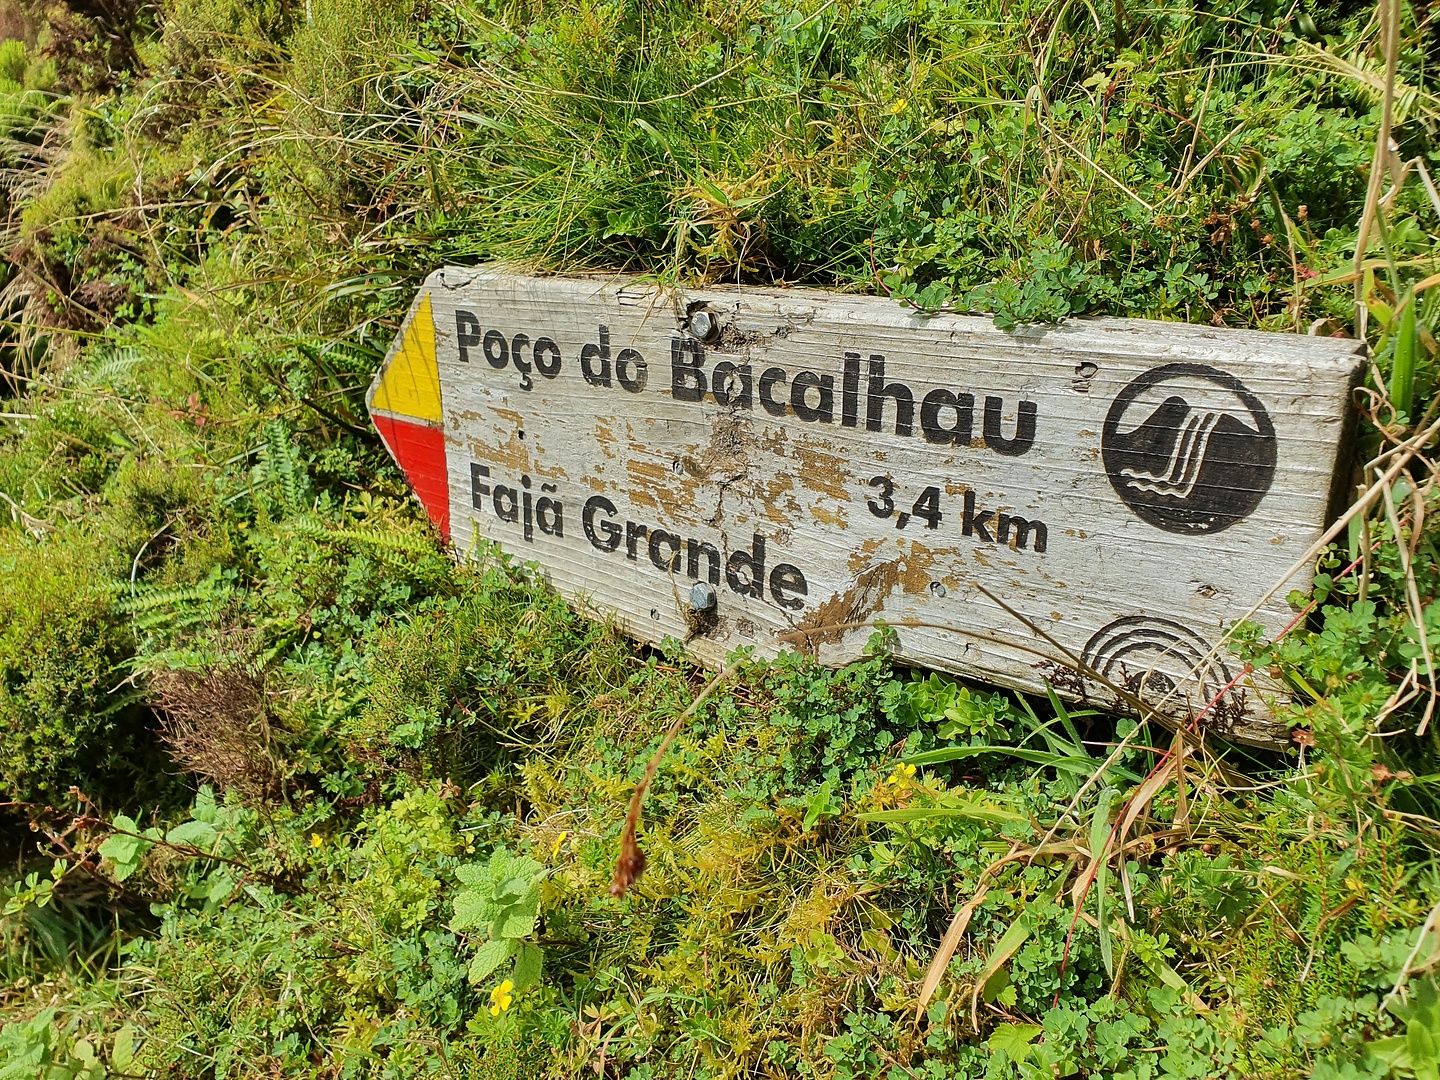 Poço do Bacalhau
3,4 km
Fajã Grande